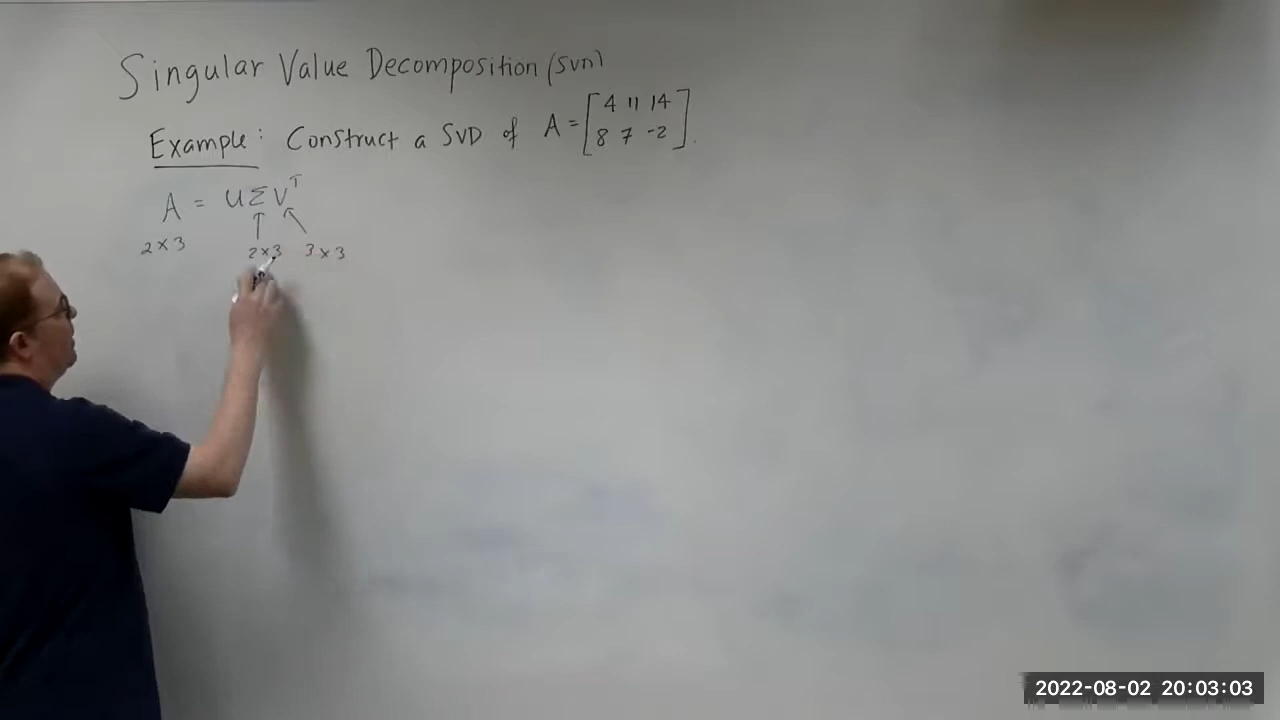 Singular Value Decomposition (SVD)
Example: Construct a SVD of A = [4 11 14
8 7 -2].
A = UΣVᵀ
2×3 2×3 3×3
2022-08-02 20:03:03